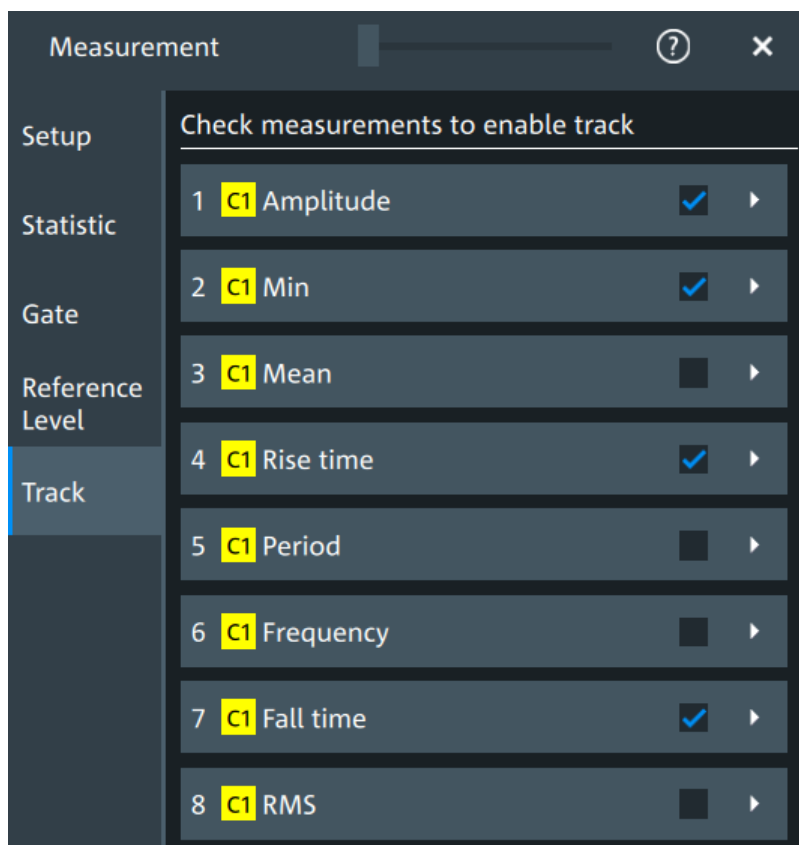 Measurement
?
Setup
Statistic
Gate
Reference
Level
Track
Check measurements to enable track
1 C1 Amplitude
2 C1 Min
3 C1 Mean
4 C1 Rise time
5 C1 Period
6 C1 Frequency
7 C1 Fall time
8 C1 RMS